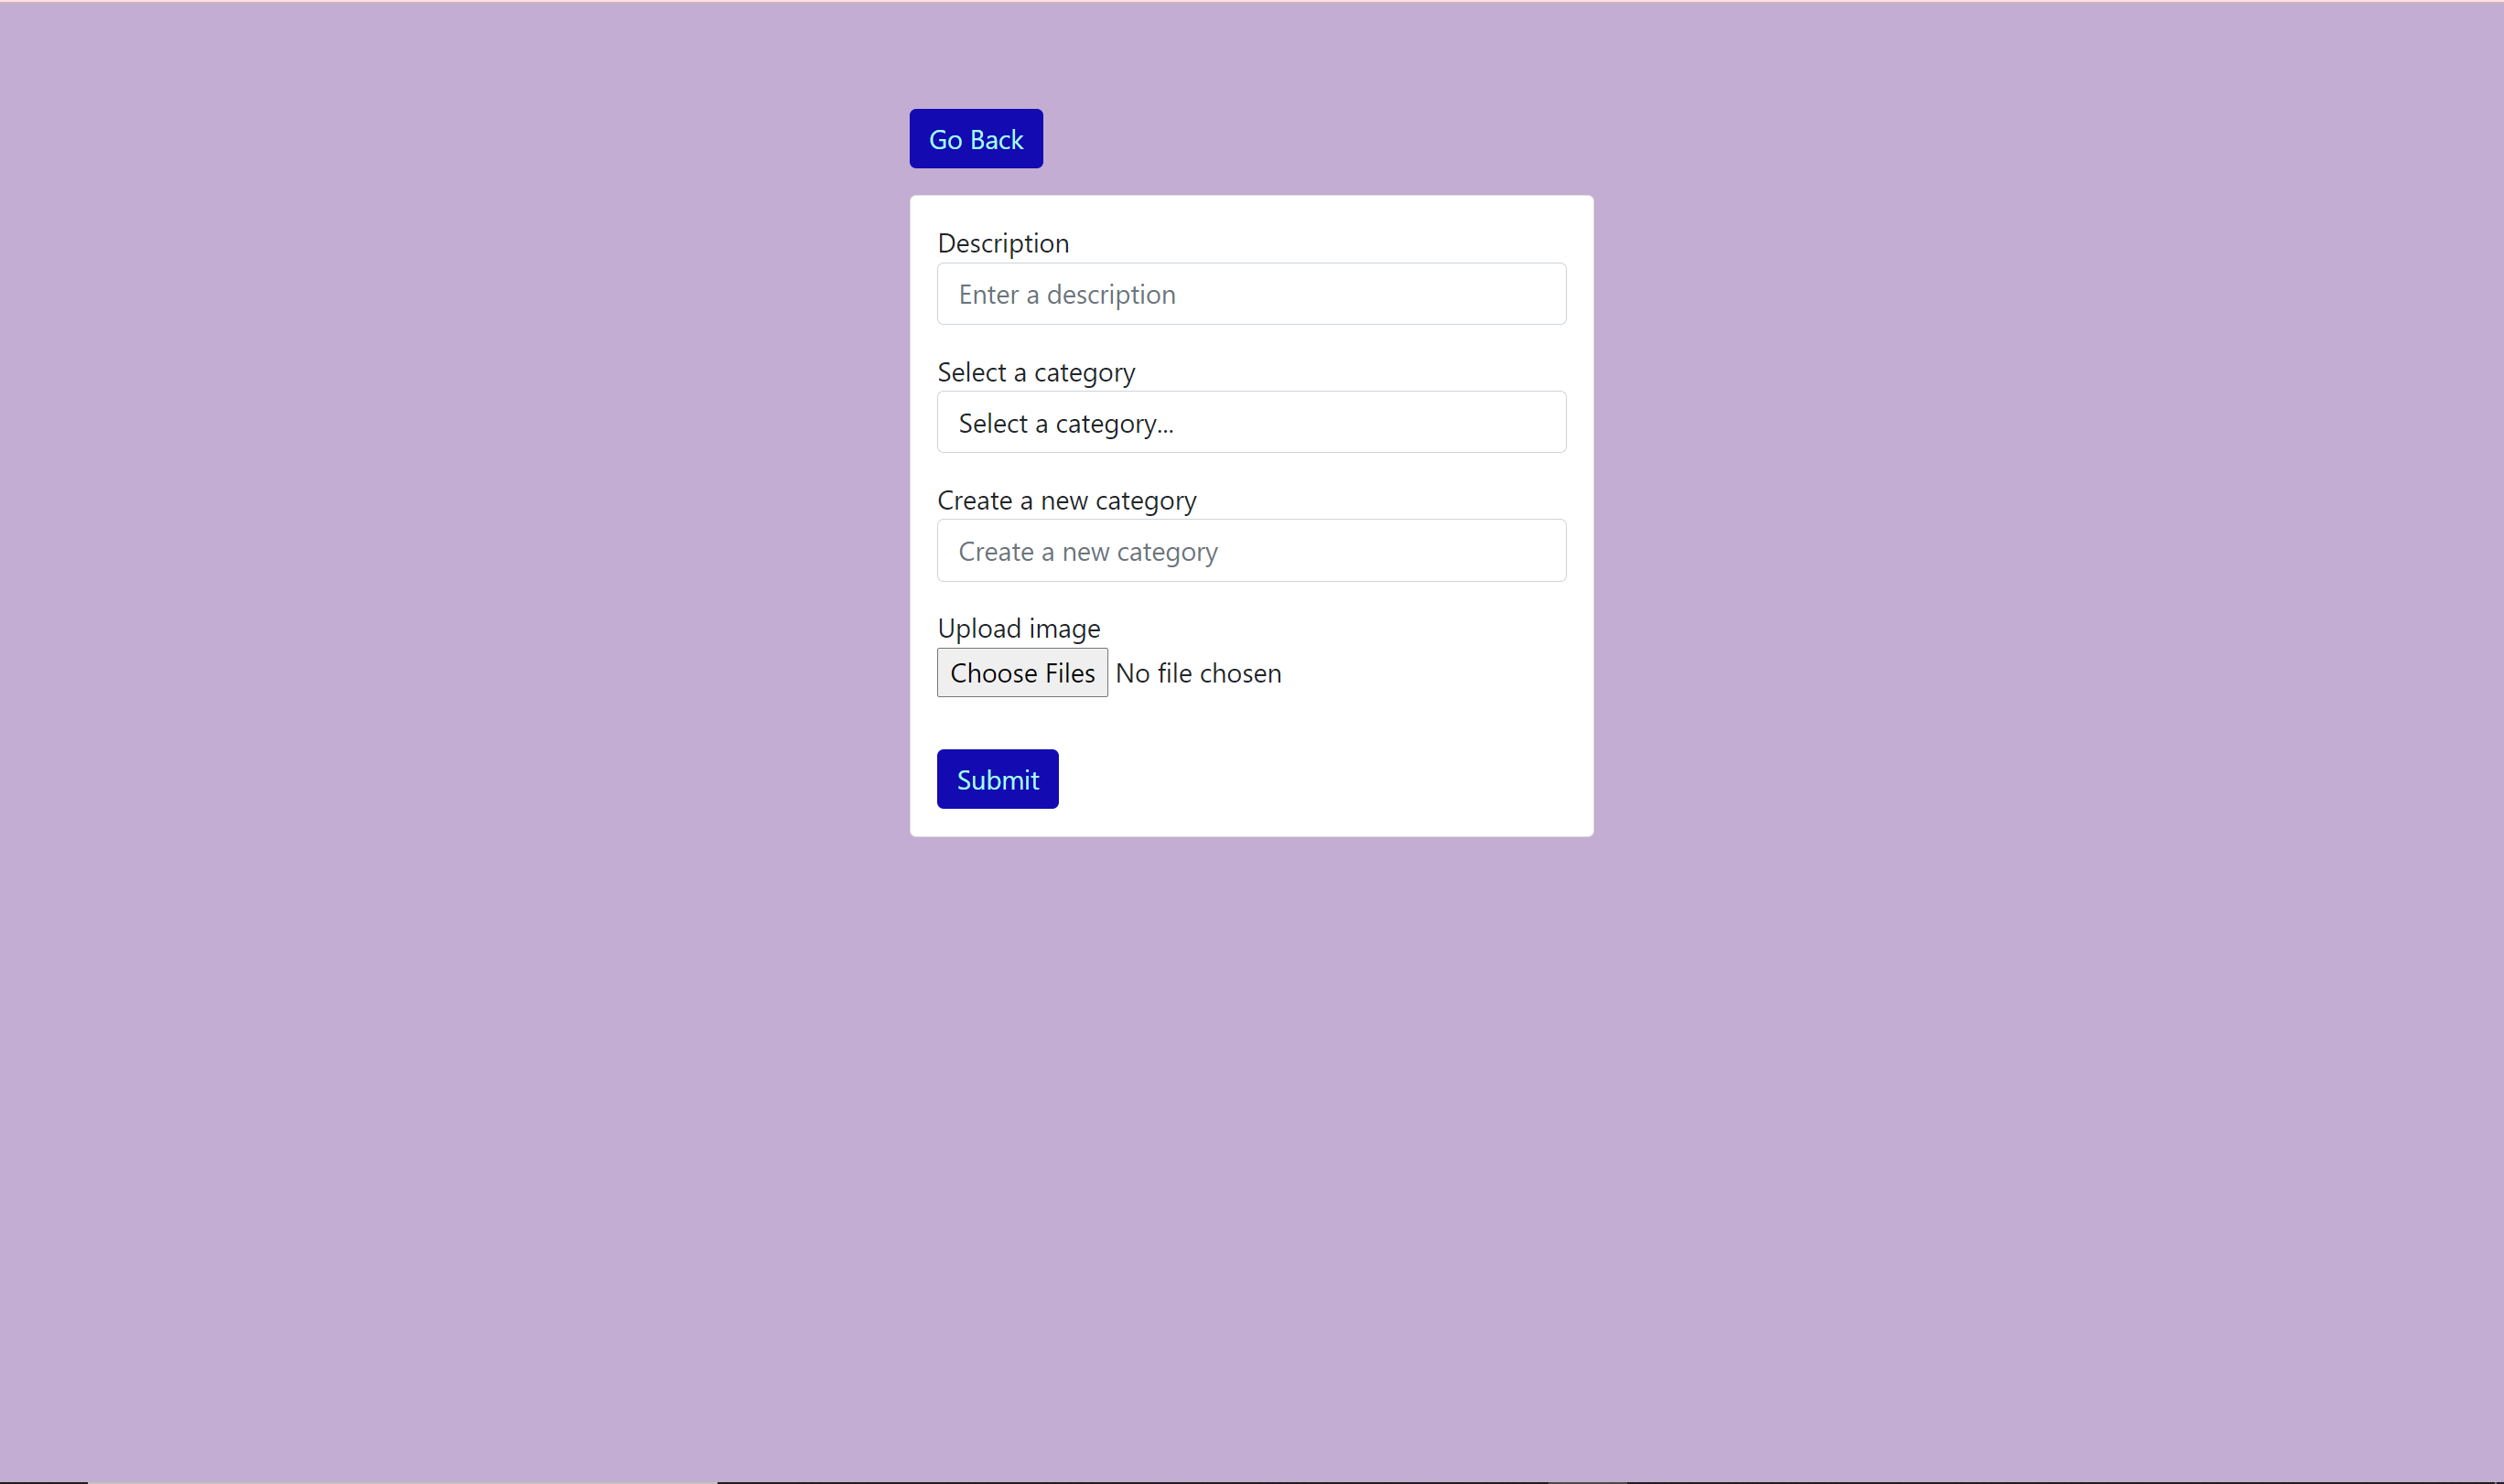 Go Back
Description
Enter a description
Select a category
Select a category...
Create a new category
Create a new category
Upload image
Choose Files No file chosen
Submit